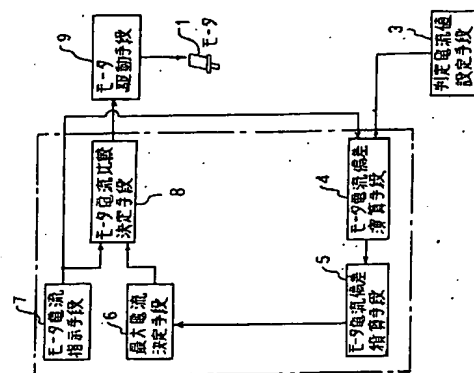 9
モータ
駆動手段
1
モータ
3
判定電流値
設定手段
モータ電流比較
決定手段
8
モータ電流偏差
演算手段
4
7
モータ電流
指示手段
6
最大電流
決定手段
5
モータ電流偏差
積算手段